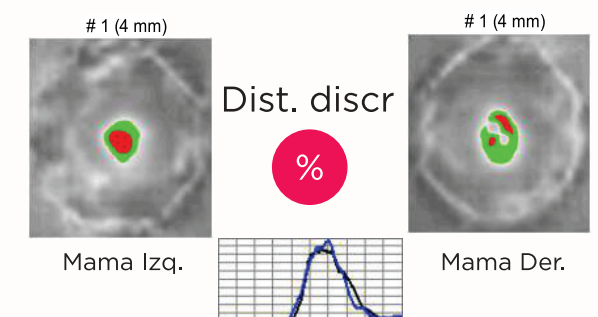 # 1 (4 mm)
# 1 (4 mm)
Dist. discr
%
Mama Izq.
Mama Der.